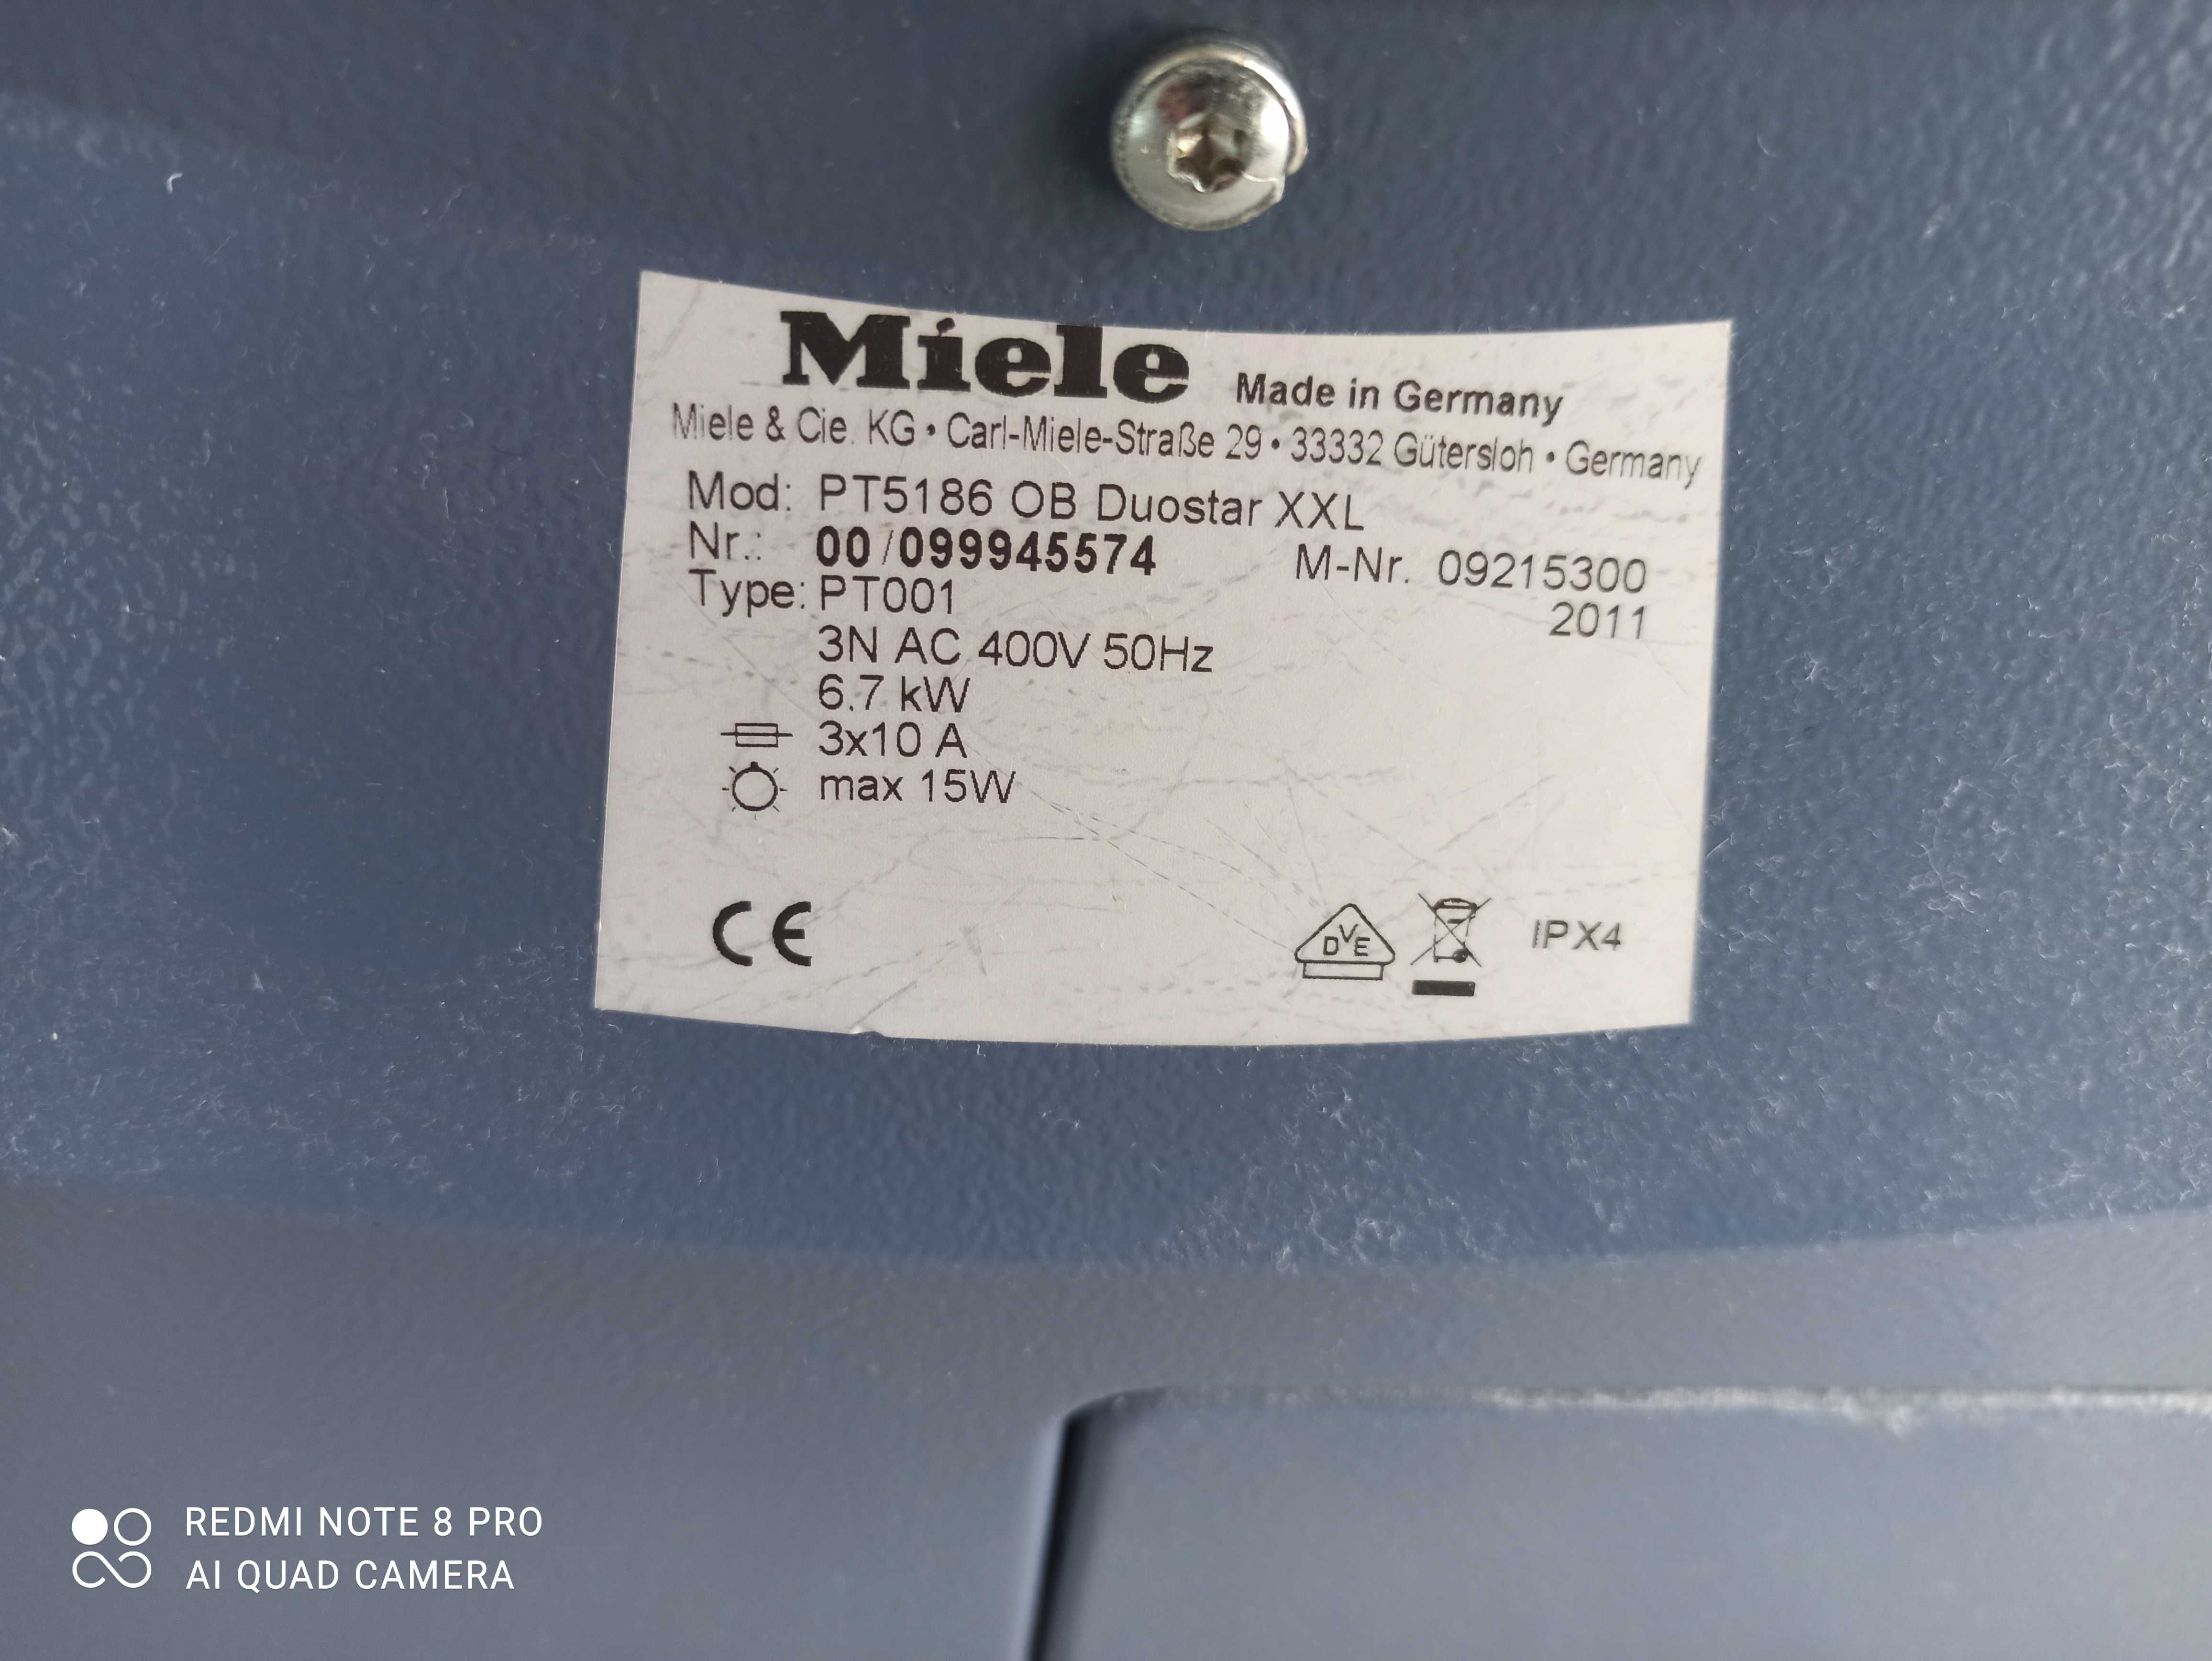 Miele Made in Germany
Miele & Cie. KG • Carl-Miele-Straße 29 • 33332 Gütersloh • Germany
Mod: PT5186 OB Duostar XXL
Nr.: 00/099945574 M-Nr. 09215300
Type: PT001 2011
3N AC 400V 50Hz
6.7 kW
3x10 A
max 15W
CE DVE IPX4
REDMI NOTE 8 PRO
AI QUAD CAMERA